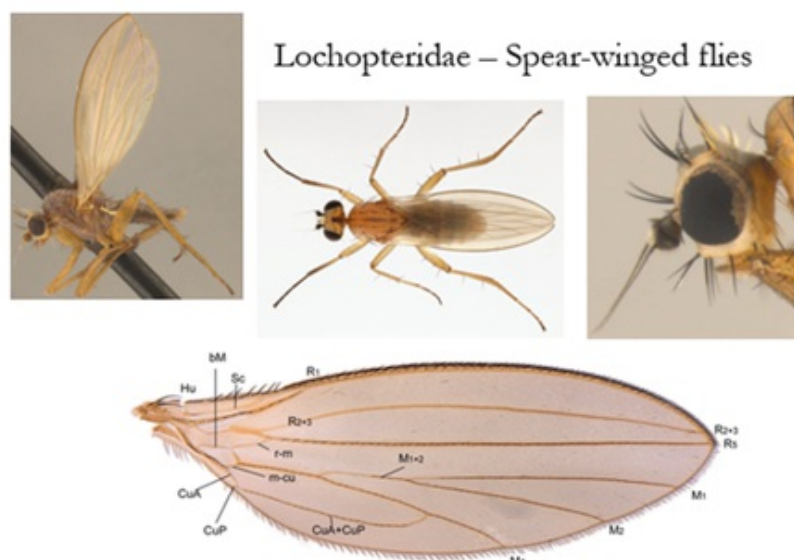 Lochopteridae – Spear-winged flies
bM
Hu
Sc
R1
R2+3
R2+3
R5
r-m
M1+2
m-cu
M1
CuA
CuP
CuA+CuP
M2